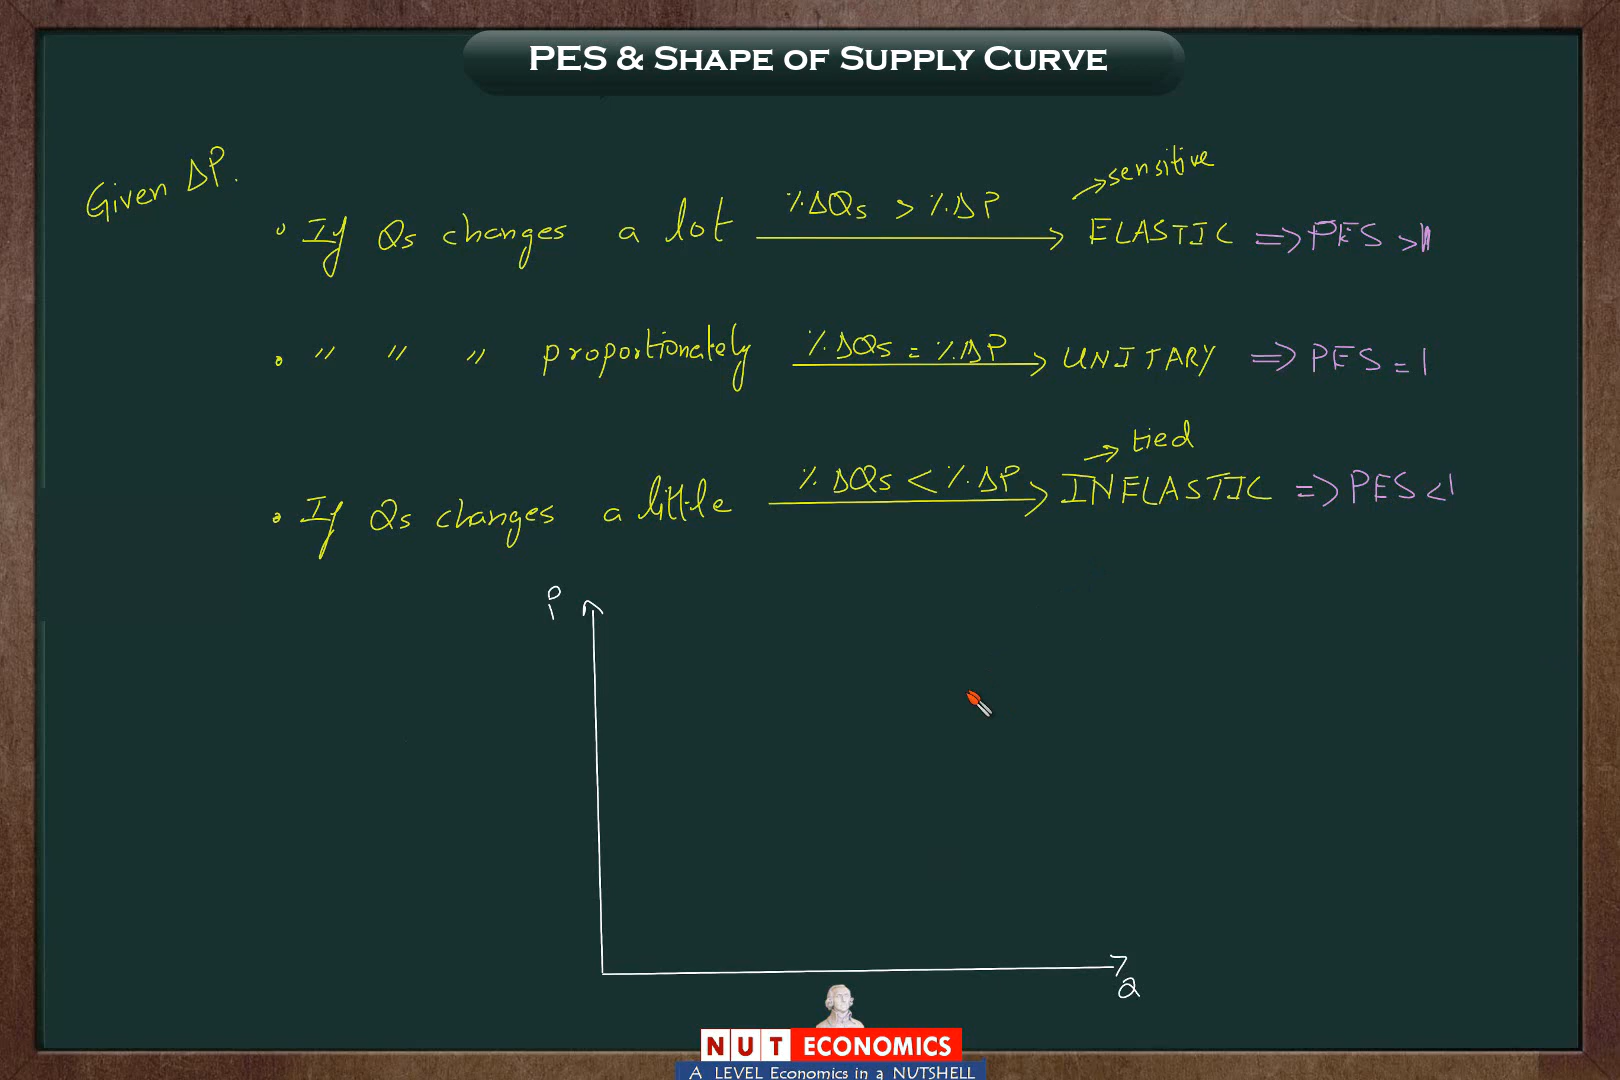 PES & SHAPE OF SUPPLY CURVE
Given ΔP.
→ sensitive
• If Qs changes a lot %ΔQs > %ΔP → ELASTIC => PES >1
• " " " proportionately %ΔQs = %ΔP → UNITARY => PES = 1
→ tied
• If Qs changes a little %ΔQs < %ΔP → INELASTIC => PES <1
P
Q
NUT ECONOMICS
A LEVEL Economics in a NUTSHELL